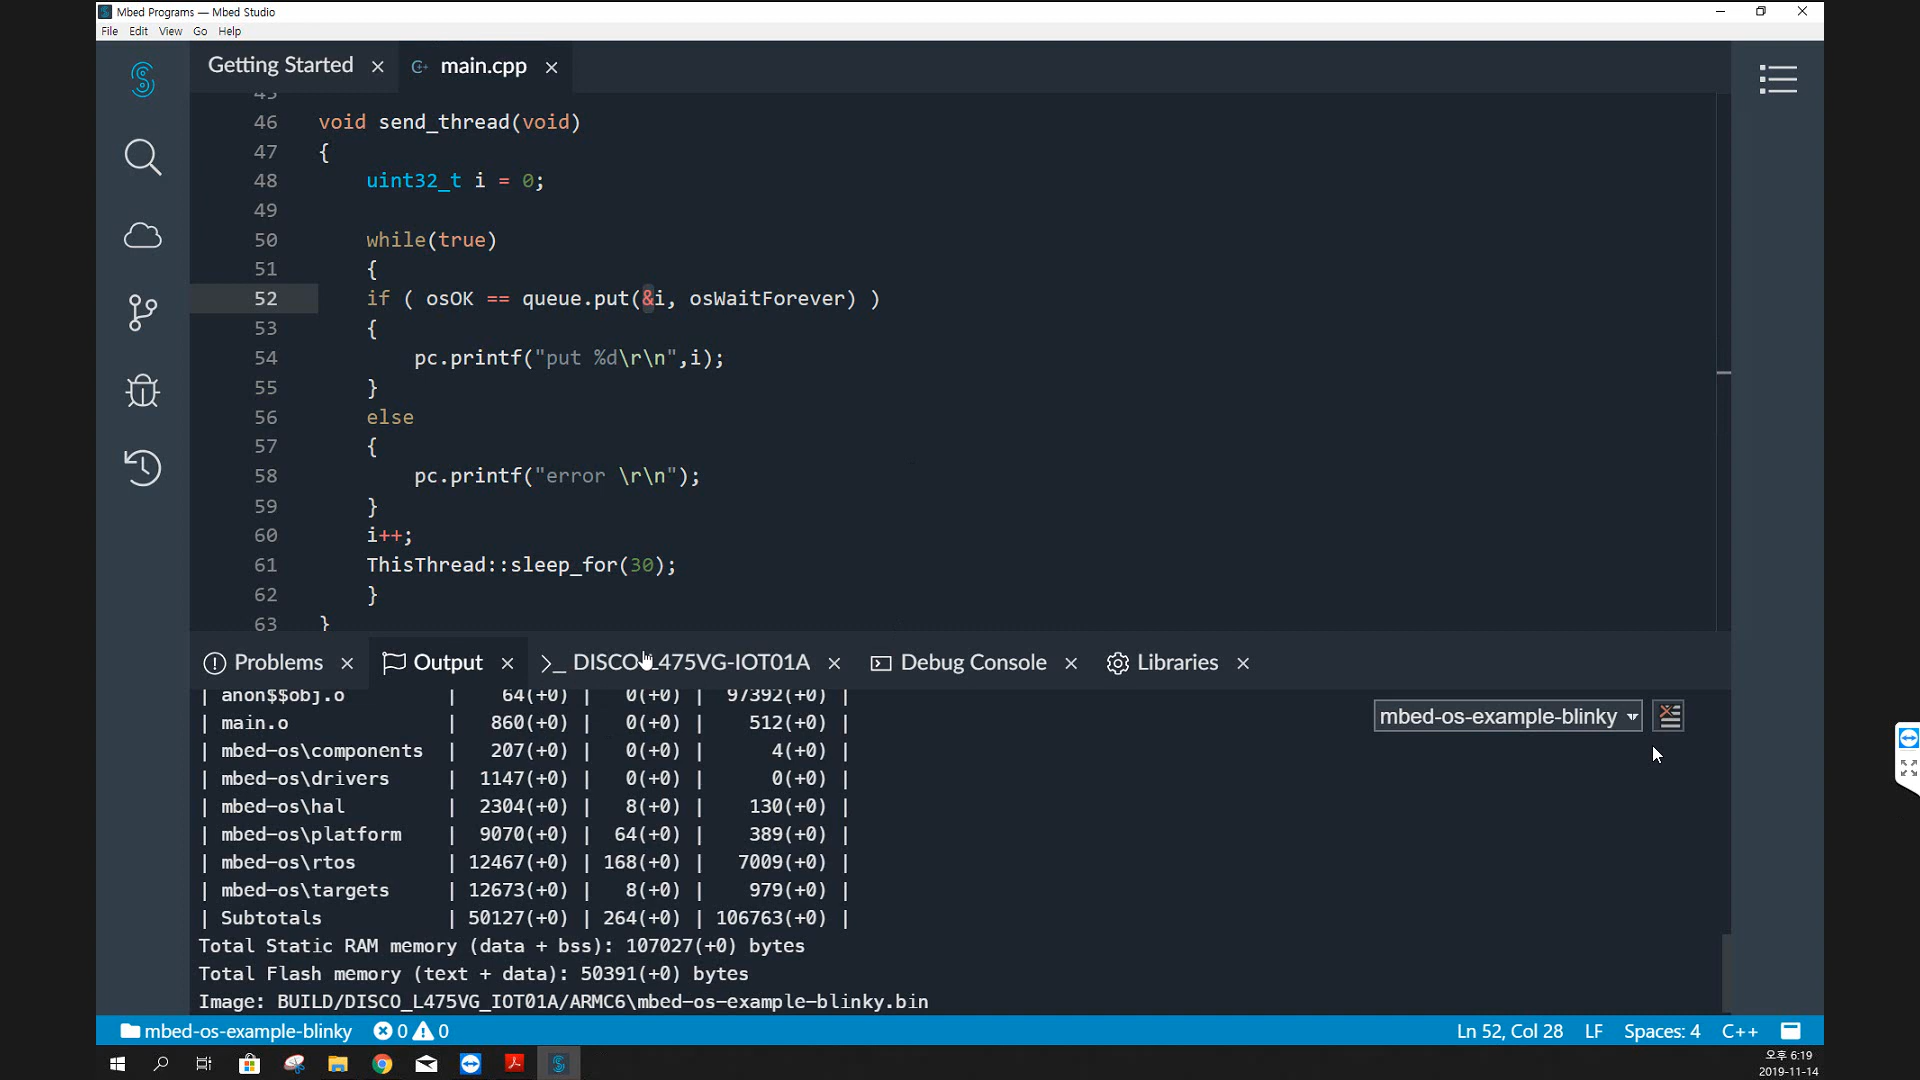 Mbed Programs — Mbed Studio
File Edit View Go Help
Getting Started × main.cpp ×
45
46 void send_thread(void)
47 {
48 uint32_t i = 0;
49
50 while(true)
51 {
52 if ( osOK == queue.put(&i, osWaitForever) )
53 {
54 pc.printf("put %d\r\n",i);
55 }
56 else
57 {
58 pc.printf("error \r\n");
59 }
60 i++;
61 ThisThread::sleep_for(30);
62 }
63 }
Problems × Output × >_ DISCO_L475VG-IOT01A × Debug Console × Libraries ×
| anon$$obj.o | 64(+0) | 0(+0) | 97392(+0) |
mbed-os-example-blinky
| main.o | 860(+0) | 0(+0) | 512(+0) |
| mbed-os\components | 207(+0) | 0(+0) | 4(+0) |
| mbed-os\drivers | 1147(+0) | 0(+0) | 0(+0) |
| mbed-os\hal | 2304(+0) | 8(+0) | 130(+0) |
| mbed-os\platform | 9070(+0) | 64(+0) | 389(+0) |
| mbed-os\rtos | 12467(+0) | 168(+0) | 7009(+0) |
| mbed-os\targets | 12673(+0) | 8(+0) | 979(+0) |
| Subtotals | 50127(+0) | 264(+0) | 106763(+0) |
Total Static RAM memory (data + bss): 107027(+0) bytes
Total Flash memory (text + data): 50391(+0) bytes
Image: BUILD/DISCO_L475VG_IOT01A/ARMC6\mbed-os-example-blinky.bin
mbed-os-example-blinky 0 0 Ln 52, Col 28 LF Spaces: 4 C++
오후 6:19
2019-11-14